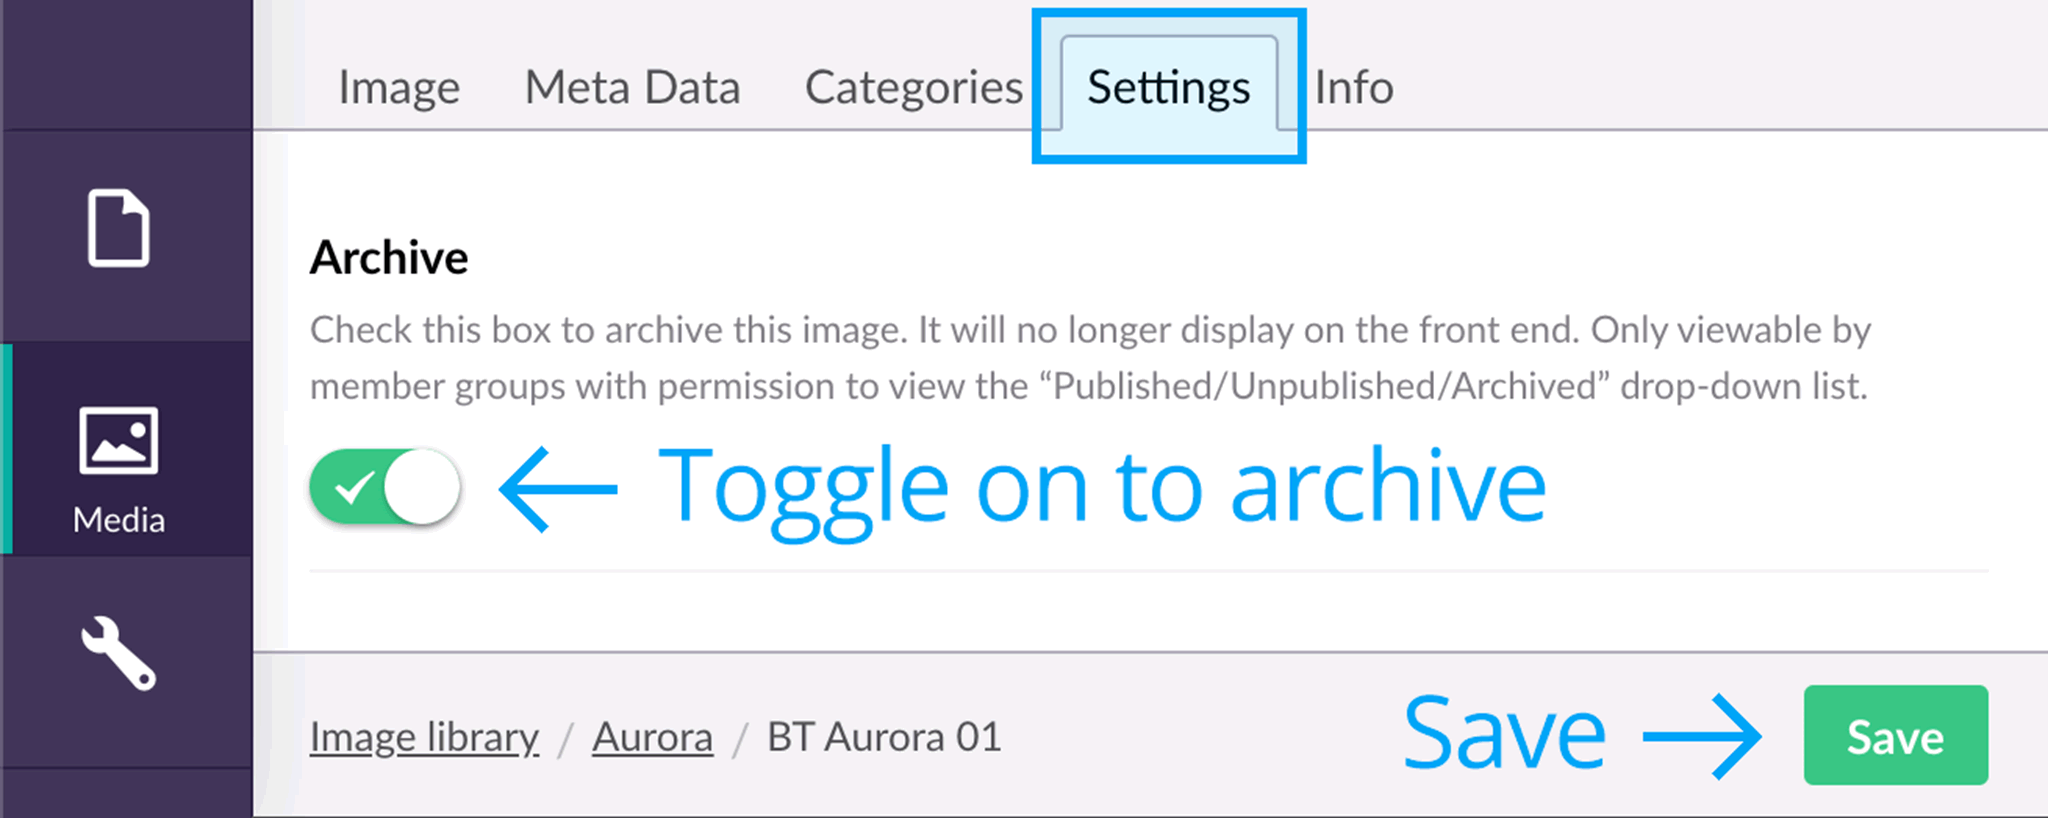 Image Meta Data Categories Settings Info
Archive
Check this box to archive this image. It will no longer display on the front end. Only viewable by
member groups with permission to view the “Published/Unpublished/Archived” drop-down list.
Toggle on to archive
Media
Image library / Aurora / BT Aurora 01
Save
Save